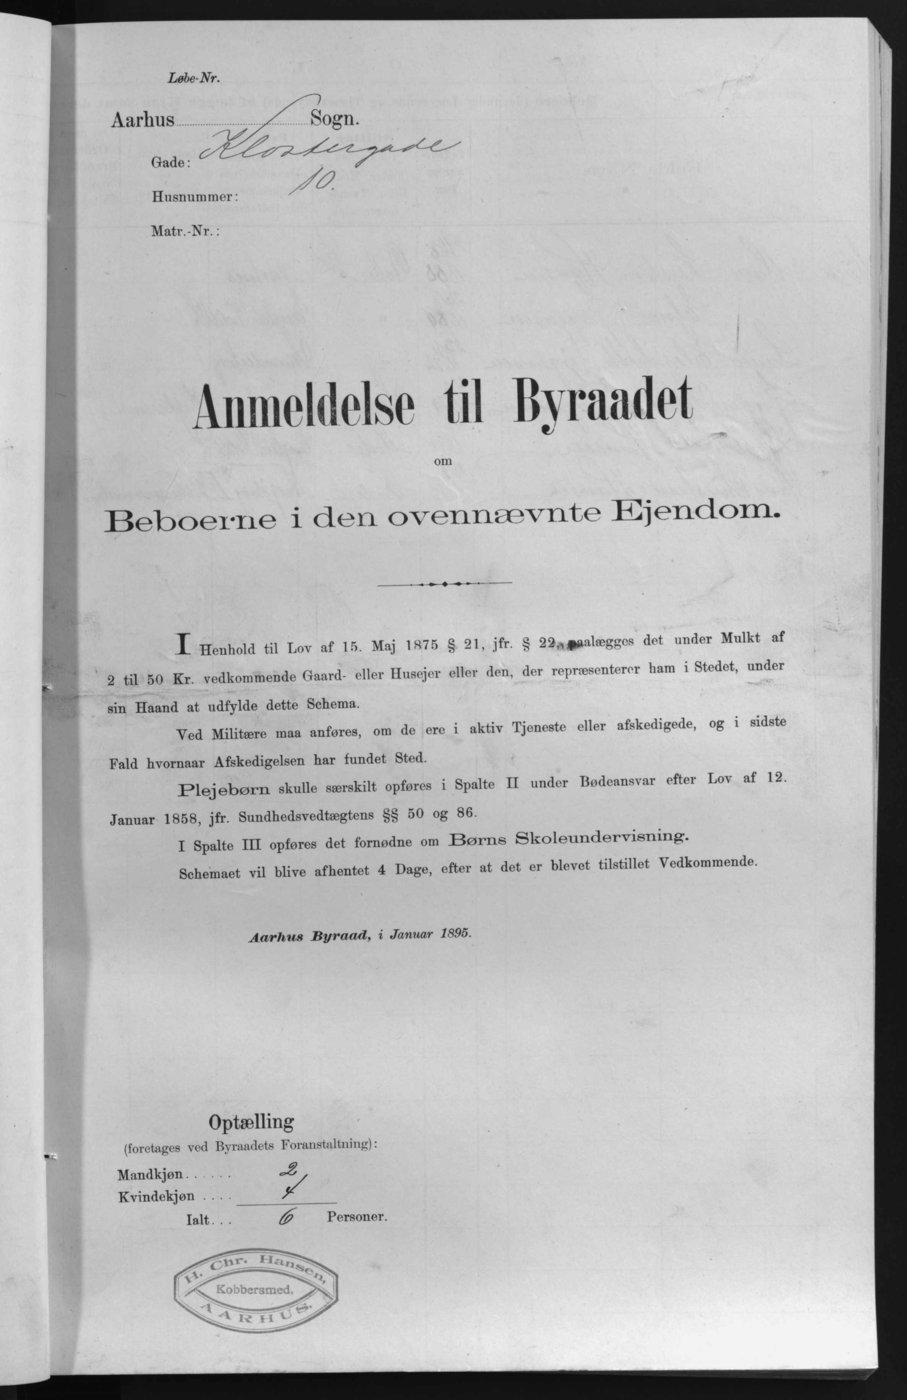 Løbe-Nr.
Aarhus Sogn.
Gade: Klostergade
Husnummer: 10.
Matr.-Nr.:
Anmeldelse til Byraadet
om
Beboerne i den ovennævnte Ejendom.
I Henhold til Lov af 15. Maj 1875 § 21, jfr. § 22, paalægges det under Mulkt af
2 til 50 Kr. vedkommende Gaard- eller Husejer eller den, der repræsenterer ham i Stedet, under
sin Haand at udfylde dette Schema.
Ved Militære maa anføres, om de ere i aktiv Tjeneste eller afskedigede, og i sidste
Fald hvornaar Afskedigelsen har fundet Sted.
Plejebørn skulle særskilt opføres i Spalte II under Bødeansvar efter Lov af 12.
Januar 1858, jfr. Sundhedsvedtægtens §§ 50 og 86.
I Spalte III opføres det fornødne om Børns Skoleundervisning.
Schemaet vil blive afhentet 4 Dage, efter at det er blevet tilstillet Vedkommende.
Aarhus Byraad, i Januar 1895.
Optælling
(foretages ved Byraadets Foranstaltning):
Mandkjøn...... 2
Kvindekjøn .... 4
Ialt... 6 Personer.
H. Chr. Hansen,
Kobbersmed.
AARHUS.